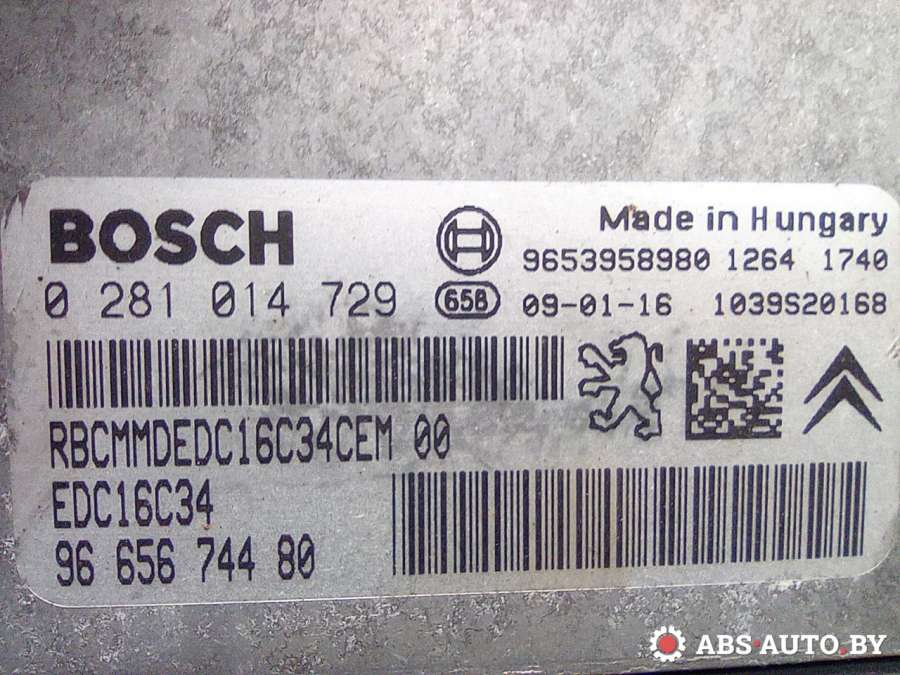 BOSCH
Made in Hungary
9653958980 1264 1740
0 281 014 729
65B 09-01-16 1039S20168
RBCMMDEDC16C34CEM 00
EDC16C34
96 656 744 80
ABS-AUTO.BY